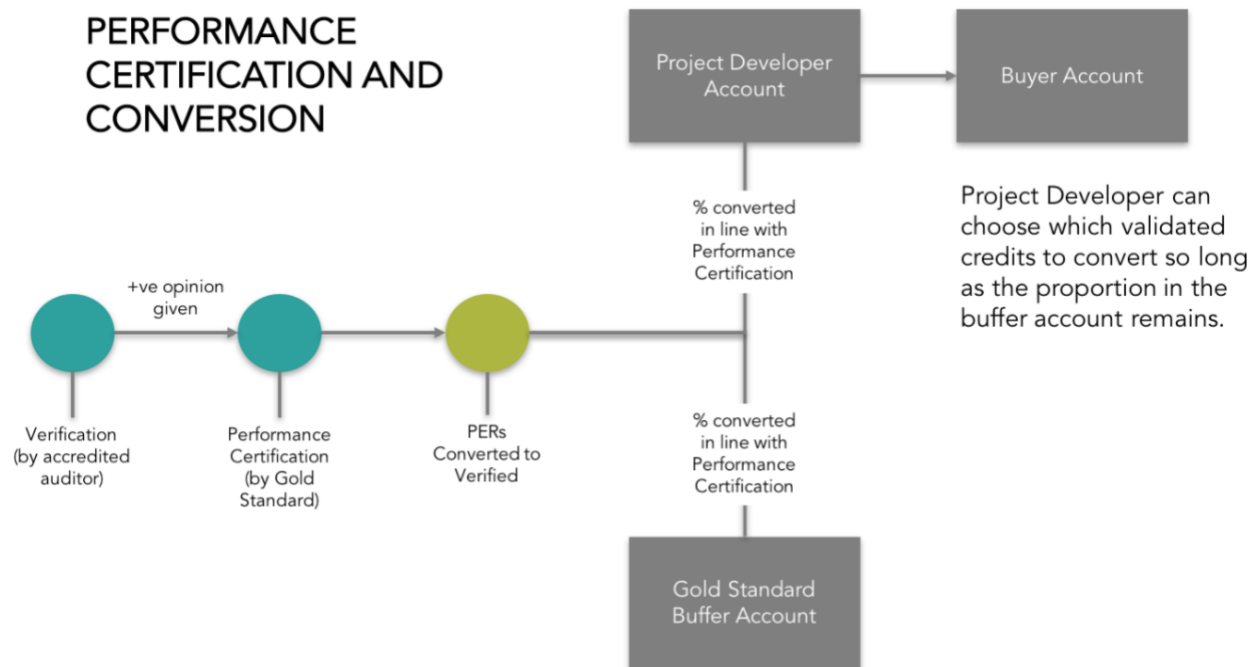 PERFORMANCE
CERTIFICATION AND
CONVERSION
Project Developer
Account
Buyer Account
% converted
in line with
Performance
Certification
Project Developer can
choose which validated
credits to convert so long
as the proportion in the
buffer account remains.
+ve opinion
given
Verification
(by accredited
auditor)
Performance
Certification
(by Gold
Standard)
PERs
Converted to
Verified
% converted
in line with
Performance
Certification
Gold Standard
Buffer Account